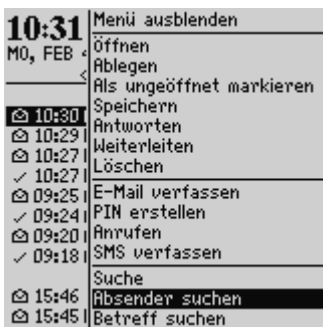 10:31
MO, FEB
10:30
10:29
10:27
10:27
09:25
09:24
09:20
09:18
15:46
15:45
Menü ausblenden
Öffnen
Ablegen
Als ungeöffnet markieren
Speichern
Antworten
Weiterleiten
Löschen
E-Mail verfassen
PIN erstellen
Anrufen
SMS verfassen
Suche
Absender suchen
Betreff suchen